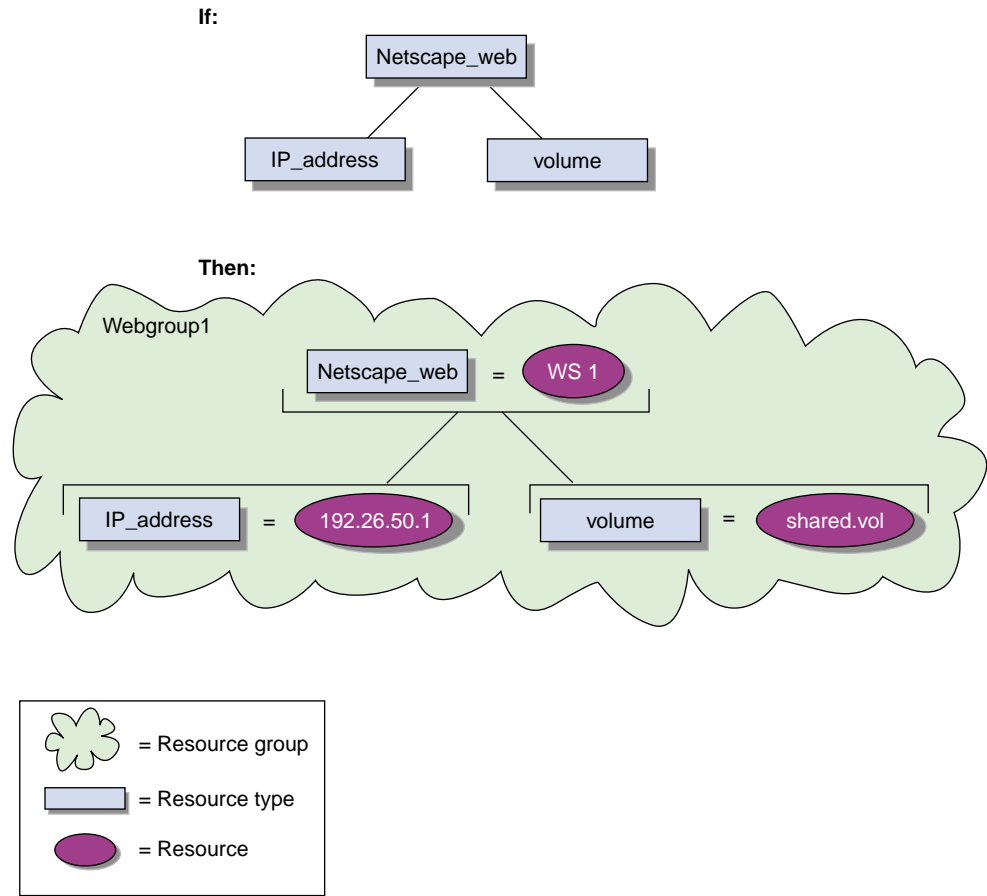 If:
Netscape_web
IP_address
volume
Then:
Webgroup1
Netscape_web = WS 1
IP_address = 192.26.50.1
volume = shared.vol
= Resource group
= Resource type
= Resource